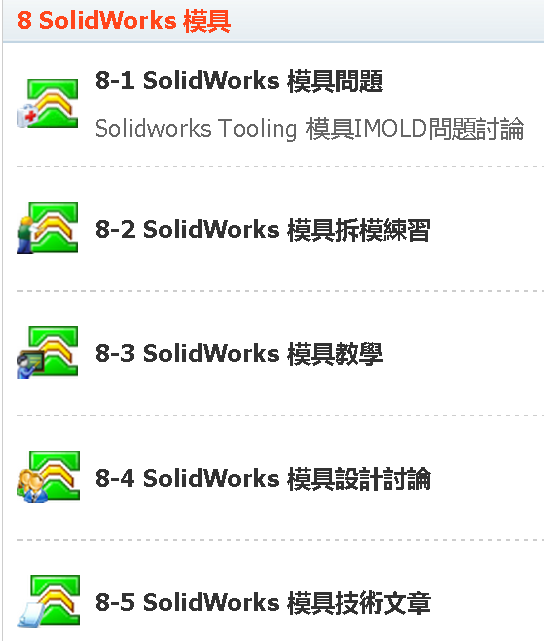 8 SolidWorks 模具
8-1 SolidWorks 模具問題
Solidworks Tooling 模具IMOLD問題討論
8-2 SolidWorks 模具拆模練習
8-3 SolidWorks 模具教學
8-4 SolidWorks 模具設計討論
8-5 SolidWorks 模具技術文章